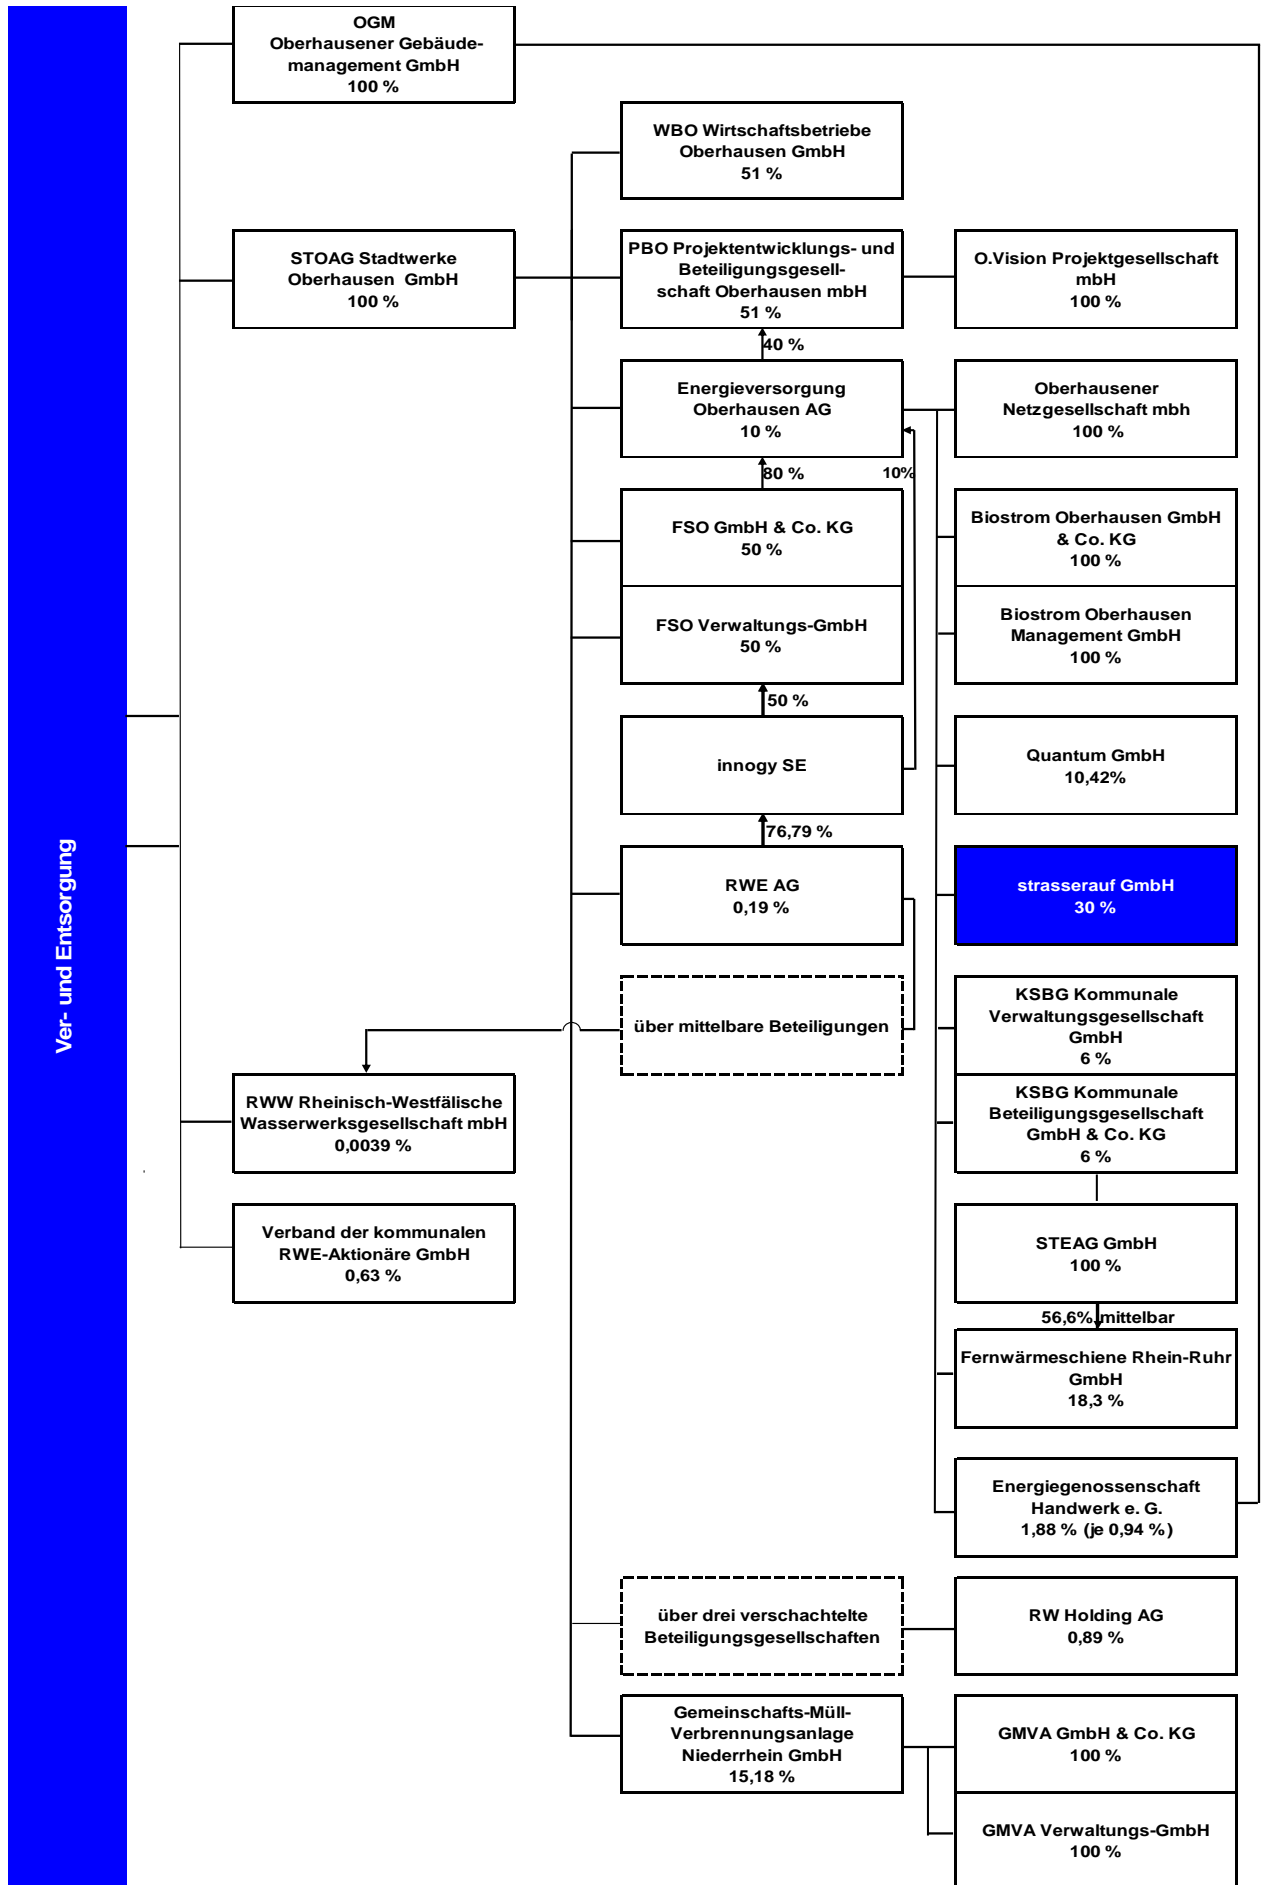 Ver- und Entsorgung
OGM
Oberhausener Gebäude-
management GmbH
100 %
WBO Wirtschaftsbetriebe
Oberhausen GmbH
51 %
STOAG Stadtwerke
Oberhausen GmbH
100 %
PBO Projektentwicklungs- und
Beteiligungsgesell-
schaft Oberhausen mbH
51 %
O.Vision Projektgesellschaft
mbH
100 %
40 %
Energieversorgung
Oberhausen AG
10 %
Oberhausener
Netzgesellschaft mbh
100 %
80 %
10%
FSO GmbH & Co. KG
50 %
Biostrom Oberhausen GmbH
& Co. KG
100 %
FSO Verwaltungs-GmbH
50 %
Biostrom Oberhausen
Management GmbH
100 %
50 %
innogy SE
Quantum GmbH
10,42%
76,79 %
RWE AG
0,19 %
strasserauf GmbH
30 %
über mittelbare Beteiligungen
KSBG Kommunale
Verwaltungsgesellschaft
GmbH
6 %
RWW Rheinisch-Westfälische
Wasserwerksgesellschaft mbH
0,0039 %
KSBG Kommunale
Beteiligungsgesellschaft
GmbH & Co. KG
6 %
Verband der kommunalen
RWE-Aktionäre GmbH
0,63 %
STEAG GmbH
100 %
56,6% mittelbar
Fernwärmeschiene Rhein-Ruhr
GmbH
18,3 %
Energiegenossenschaft
Handwerk e. G.
1,88 % (je 0,94 %)
über drei verschachtelte
Beteiligungsgesellschaften
RW Holding AG
0,89 %
Gemeinschafts-Müll-
Verbrennungsanlage
Niederrhein GmbH
15,18 %
GMVA GmbH & Co. KG
100 %
GMVA Verwaltungs-GmbH
100 %